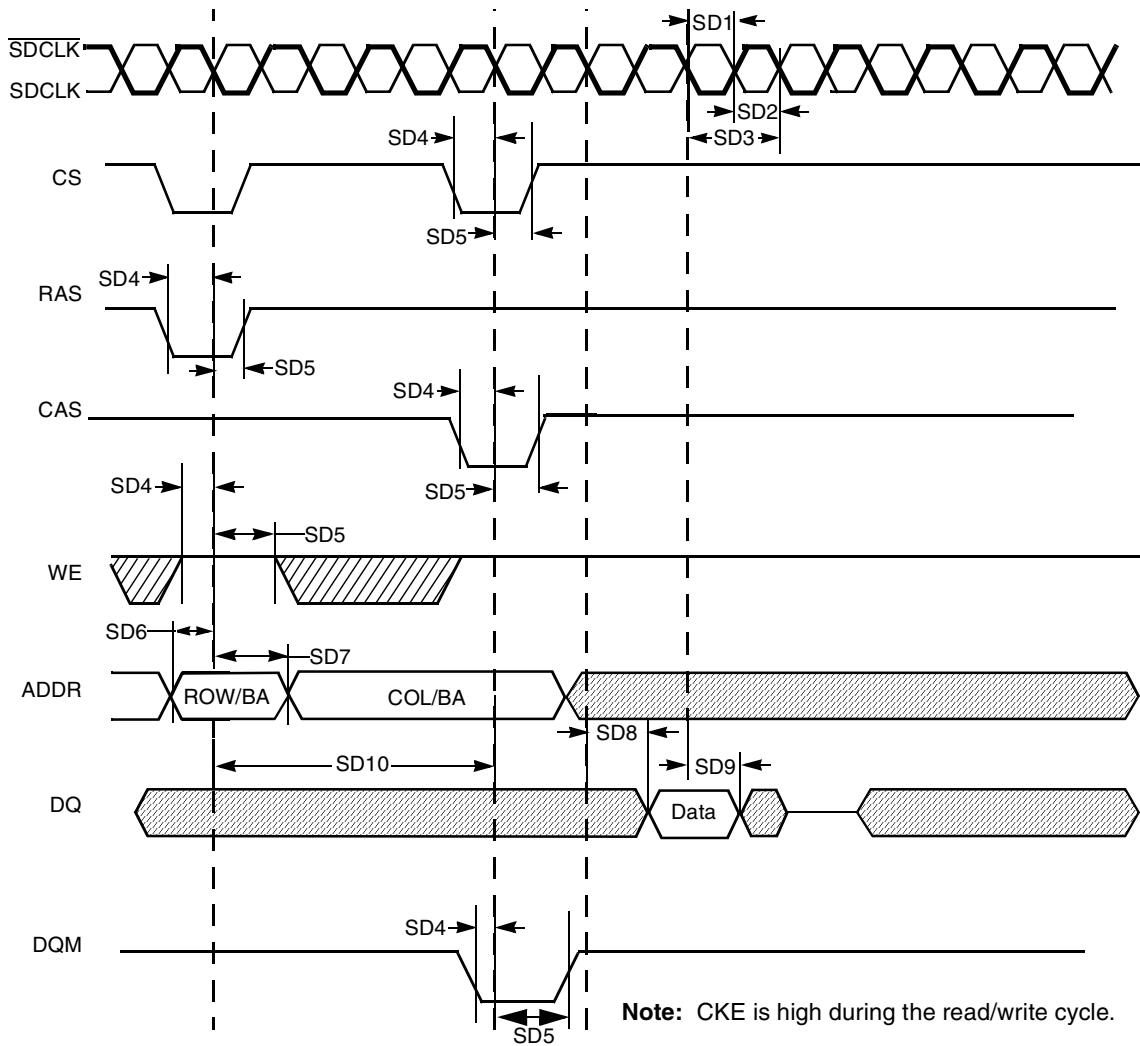 SD1
SDCLK
SDCLK
SD2
SD4
SD3
CS
SD5
SD4
RAS
SD5
SD4
CAS
SD4
SD5
SD5
WE
SD6
SD7
ADDR
ROW/BA
COL/BA
SD8
SD10
SD9
DQ
Data
SD4
DQM
Note: CKE is high during the read/write cycle.
SD5